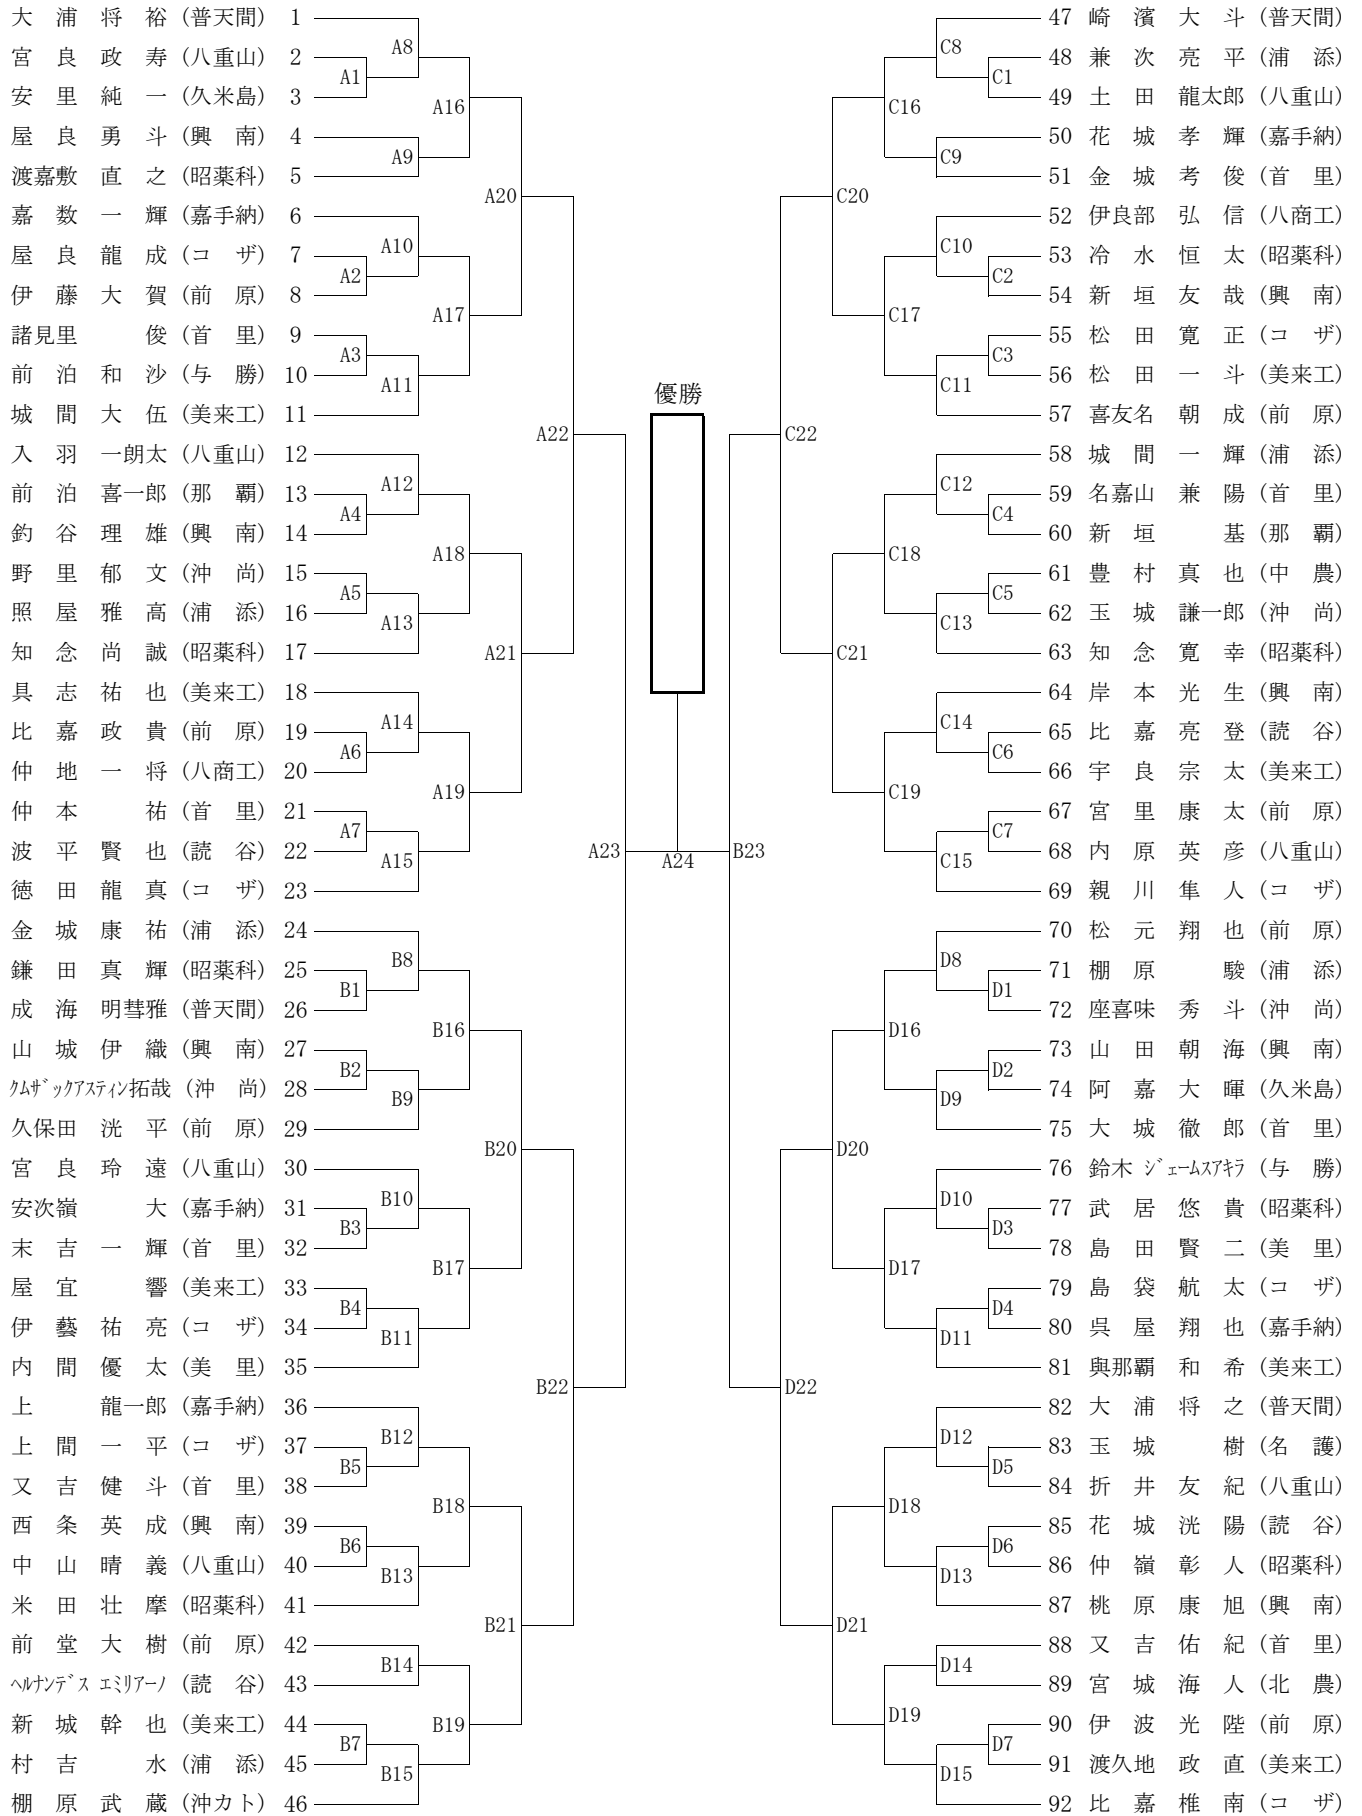 大浦将裕 (普天間) 1
宮良政寿 (八重山) 2
安里純一 (久米島) 3
屋良勇斗 (興南) 4
渡嘉敷直之 (昭薬科) 5
嘉数一輝 (嘉手納) 6
屋良龍成 (コザ) 7
伊藤大賀 (前原) 8
諸見里俊 (首里) 9
前泊和沙 (与勝) 10
城間大伍 (美来工) 11
入羽一朗太 (八重山) 12
前泊喜一郎 (那覇) 13
釣谷理雄 (興南) 14
野里郁文 (沖尚) 15
照屋雅高 (浦添) 16
知念尚誠 (昭薬科) 17
具志祐也 (美来工) 18
比嘉政貴 (前原) 19
仲地一将 (八商工) 20
仲本祐 (首里) 21
波平賢也 (読谷) 22
徳田龍真 (コザ) 23
金城康祐 (浦添) 24
鎌田真輝 (昭薬科) 25
成海明彗雅 (普天間) 26
山城伊織 (興南) 27
クムザックアスティン拓哉 (沖尚) 28
久保田洸平 (前原) 29
宮良玲遠 (八重山) 30
安次嶺大 (嘉手納) 31
末吉一輝 (首里) 32
屋宜響 (美来工) 33
伊藝祐亮 (コザ) 34
内間優太 (美里) 35
上龍一郎 (嘉手納) 36
上間一平 (コザ) 37
又吉健斗 (首里) 38
西条英成 (興南) 39
中山晴義 (八重山) 40
米田壮摩 (昭薬科) 41
前堂大樹 (前原) 42
ヘルナンデス エミリアーノ (読谷) 43
新城幹也 (美来工) 44
村吉水 (浦添) 45
棚原武蔵 (沖カト) 46
A1
A2
A3
A4
A5
A6
A7
B1
B2
B3
B4
B5
B6
B7
A8
A9
A10
A11
A12
A13
A14
A15
B8
B9
B10
B11
B12
B13
B14
B15
A16
A17
A18
A19
B16
B17
B18
B19
A20
A21
B20
B21
A22
B22
A23
優勝
A24
B23
C22
D22
C20
C21
D20
D21
C16
C17
C18
C19
D16
D17
D18
D19
C8
C9
C10
C11
C12
C13
C14
C15
D8
D9
D10
D11
D12
D13
D14
D15
C1
C2
C3
C4
C5
C6
C7
D1
D2
D3
D4
D5
D6
D7
47 崎濱大斗 (普天間)
48 兼次亮平 (浦添)
49 土田龍太郎 (八重山)
50 花城孝輝 (嘉手納)
51 金城考俊 (首里)
52 伊良部弘信 (八商工)
53 冷水恒太 (昭薬科)
54 新垣友哉 (興南)
55 松田寛正 (コザ)
56 松田一斗 (美来工)
57 喜友名朝成 (前原)
58 城間一輝 (浦添)
59 名嘉山兼陽 (首里)
60 新垣基 (那覇)
61 豊村真也 (中農)
62 玉城謙一郎 (沖尚)
63 知念寛幸 (昭薬科)
64 岸本光生 (興南)
65 比嘉亮登 (読谷)
66 宇良宗太 (美来工)
67 宮里康太 (前原)
68 内原英彦 (八重山)
69 親川隼人 (コザ)
70 松元翔也 (前原)
71 棚原駿 (浦添)
72 座喜味秀斗 (沖尚)
73 山田朝海 (興南)
74 阿嘉大暉 (久米島)
75 大城徹郎 (首里)
76 鈴木 ジェームスアキラ (与勝)
77 武居悠貴 (昭薬科)
78 島田賢二 (美里)
79 島袋航太 (コザ)
80 呉屋翔也 (嘉手納)
81 與那覇和希 (美来工)
82 大浦将之 (普天間)
83 玉城樹 (名護)
84 折井友紀 (八重山)
85 花城洸陽 (読谷)
86 仲嶺彰人 (昭薬科)
87 桃原康旭 (興南)
88 又吉佑紀 (首里)
89 宮城海人 (北農)
90 伊波光陸 (前原)
91 渡久地政直 (美来工)
92 比嘉椎南 (コザ)